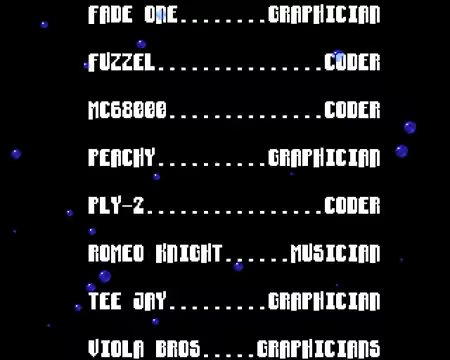 FADE ONE........GRAPHICIAN
FUZZEL...............CODER
MC68000..............CODER
PEACHY..........GRAPHICIAN
PLY-2................CODER
ROMEO KNIGHT......MUSICIAN
TEE JAY.........GRAPHICIAN
VIOLA BROS.....GRAPHICIANS